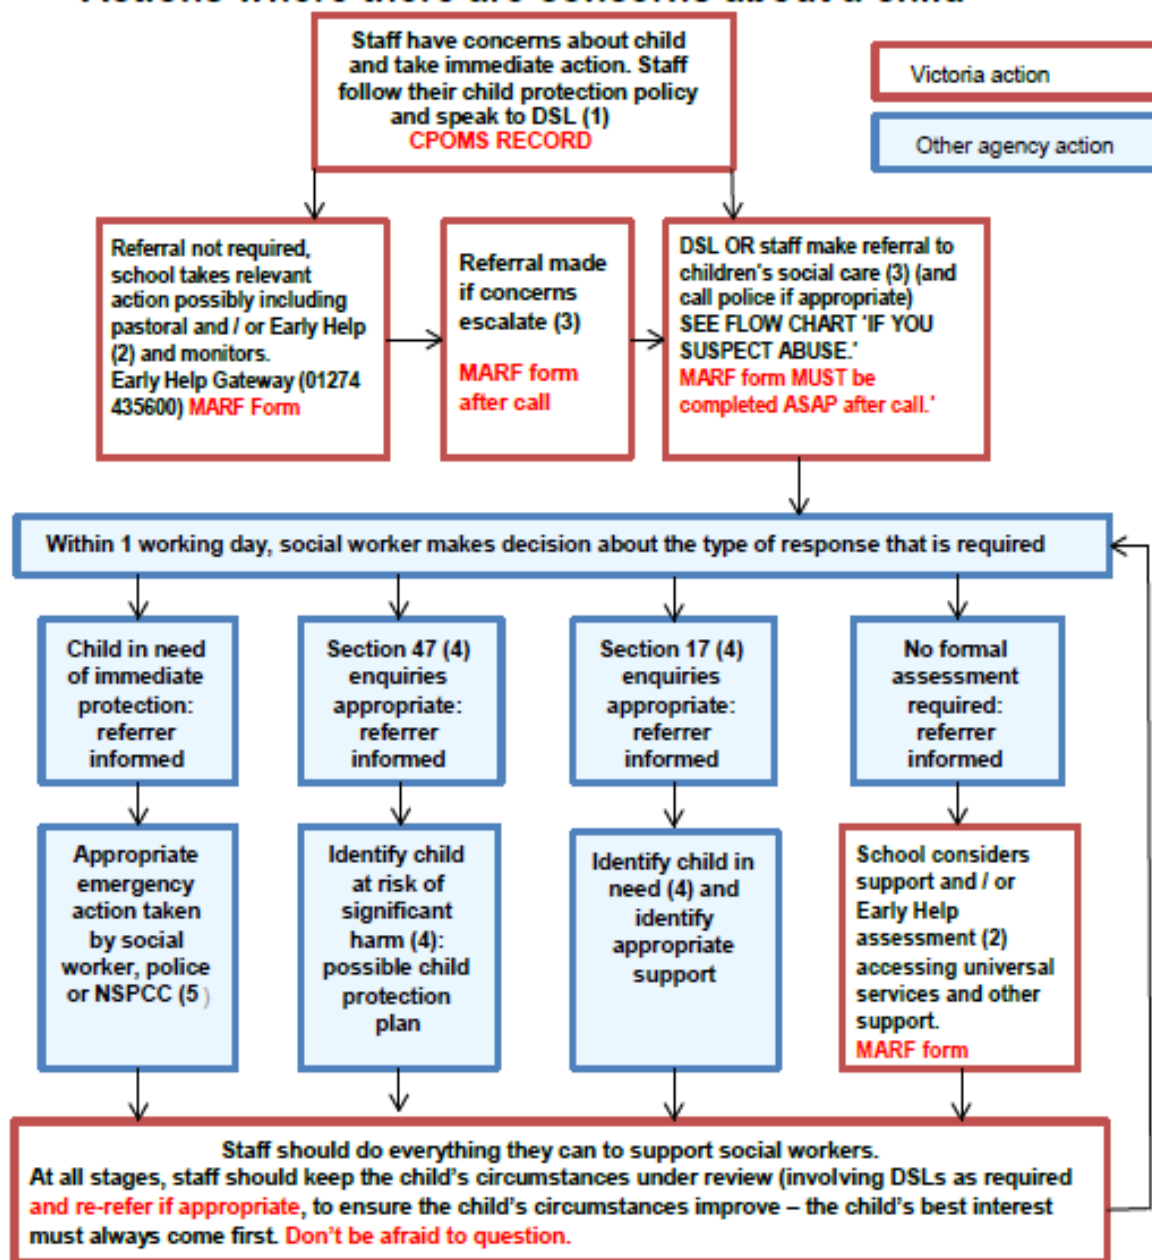 Actions where there are concerns about a child
Staff have concerns about child
and take immediate action. Staff
follow their child protection policy
and speak to DSL (1)
CPOMS RECORD
Victoria action
Other agency action
Referral not required,
school takes relevant
action possibly including
pastoral and / or Early Help
(2) and monitors.
Early Help Gateway (01274
435600) MARF Form
Referral made
if concerns
escalate (3)
MARF form
after call
DSL OR staff make referral to
children's social care (3) (and
call police if appropriate)
SEE FLOW CHART 'IF YOU
SUSPECT ABUSE.'
MARF form MUST be
completed ASAP after call.'
Within 1 working day, social worker makes decision about the type of response that is required
Child in need
of immediate
protection:
referrer
informed
Section 47 (4)
enquiries
appropriate:
referrer
informed
Section 17 (4)
enquiries
appropriate:
referrer
informed
No formal
assessment
required:
referrer
informed
Appropriate
emergency
action taken
by social
worker, police
or NSPCC (5 )
Identify child
at risk of
significant
harm (4):
possible child
protection
plan
Identify child in
need (4) and
identify
appropriate
support
School considers
support and / or
Early Help
assessment (2)
accessing universal
services and other
support.
MARF form
Staff should do everything they can to support social workers.
At all stages, staff should keep the child's circumstances under review (involving DSLs as required
and re-refer if appropriate, to ensure the child's circumstances improve – the child's best interest
must always come first. Don't be afraid to question.